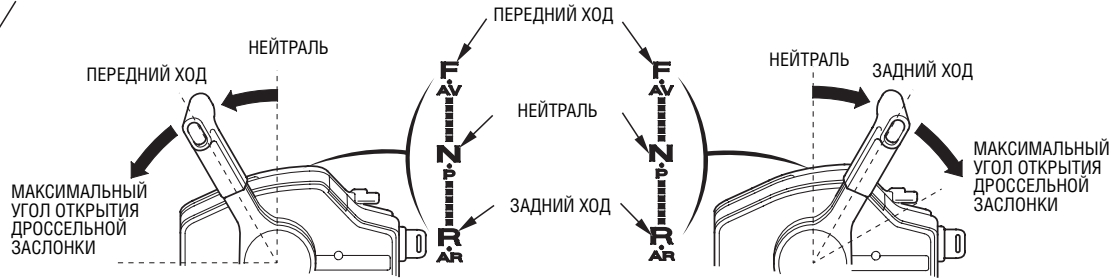 ПЕРЕДНИЙ ХОД
НЕЙТРАЛЬ
ПЕРЕДНИЙ ХОД
МАКСИМАЛЬНЫЙ
УГОЛ ОТКРЫТИЯ
ДРОССЕЛЬНОЙ
ЗАСЛОНКИ
F
AV
N
P
R
AR
НЕЙТРАЛЬ
ЗАДНИЙ ХОД
F
AV
N
P
R
AR
НЕЙТРАЛЬ
ЗАДНИЙ ХОД
МАКСИМАЛЬНЫЙ
УГОЛ ОТКРЫТИЯ
ДРОССЕЛЬНОЙ
ЗАСЛОНКИ